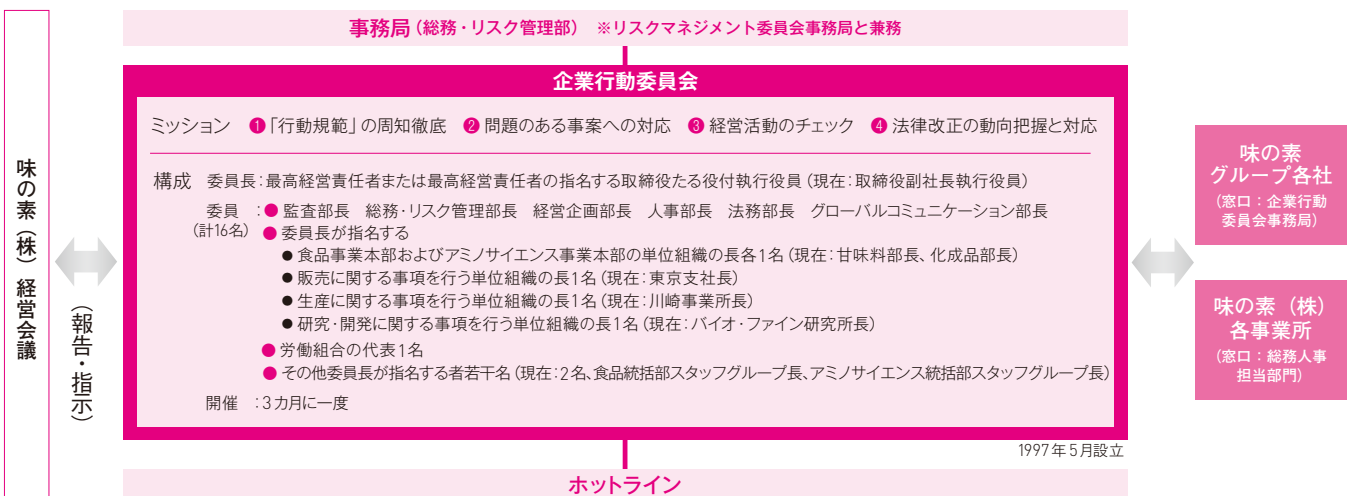 事務局（総務・リスク管理部） ※リスクマネジメント委員会事務局と兼務
企業行動委員会
ミッション ❶「行動規範」の周知徹底 ❷ 問題のある事案への対応 ❸ 経営活動のチェック ❹ 法律改正の動向把握と対応
構成 委員長：最高経営責任者または最高経営責任者の指名する取締役たる役付執行役員（現在：取締役副社長執行役員）
委員 ：● 監査部長 総務・リスク管理部長 経営企画部長 人事部長 法務部長 グローバルコミュニケーション部長
（計16名） ● 委員長が指名する
● 食品事業本部およびアミノサイエンス事業本部の単位組織の長各1名（現在：甘味料部長、化成品部長）
● 販売に関する事項を行う単位組織の長1名（現在：東京支社長）
● 生産に関する事項を行う単位組織の長1名（現在：川崎事業所長）
● 研究・開発に関する事項を行う単位組織の長1名（現在：バイオ・ファイン研究所長）
● 労働組合の代表1名
● その他委員長が指名する者若干名（現在：2名、食品統括部スタッフグループ長、アミノサイエンス統括部スタッフグループ長）
開催 ：3カ月に一度
1997年5月設立
ホットライン
味の素（株）経営会議
（報告・指示）
味の素
グループ各社
（窓口：企業行動
委員会事務局）
味の素（株）
各事業所
（窓口：総務人事
担当部門）